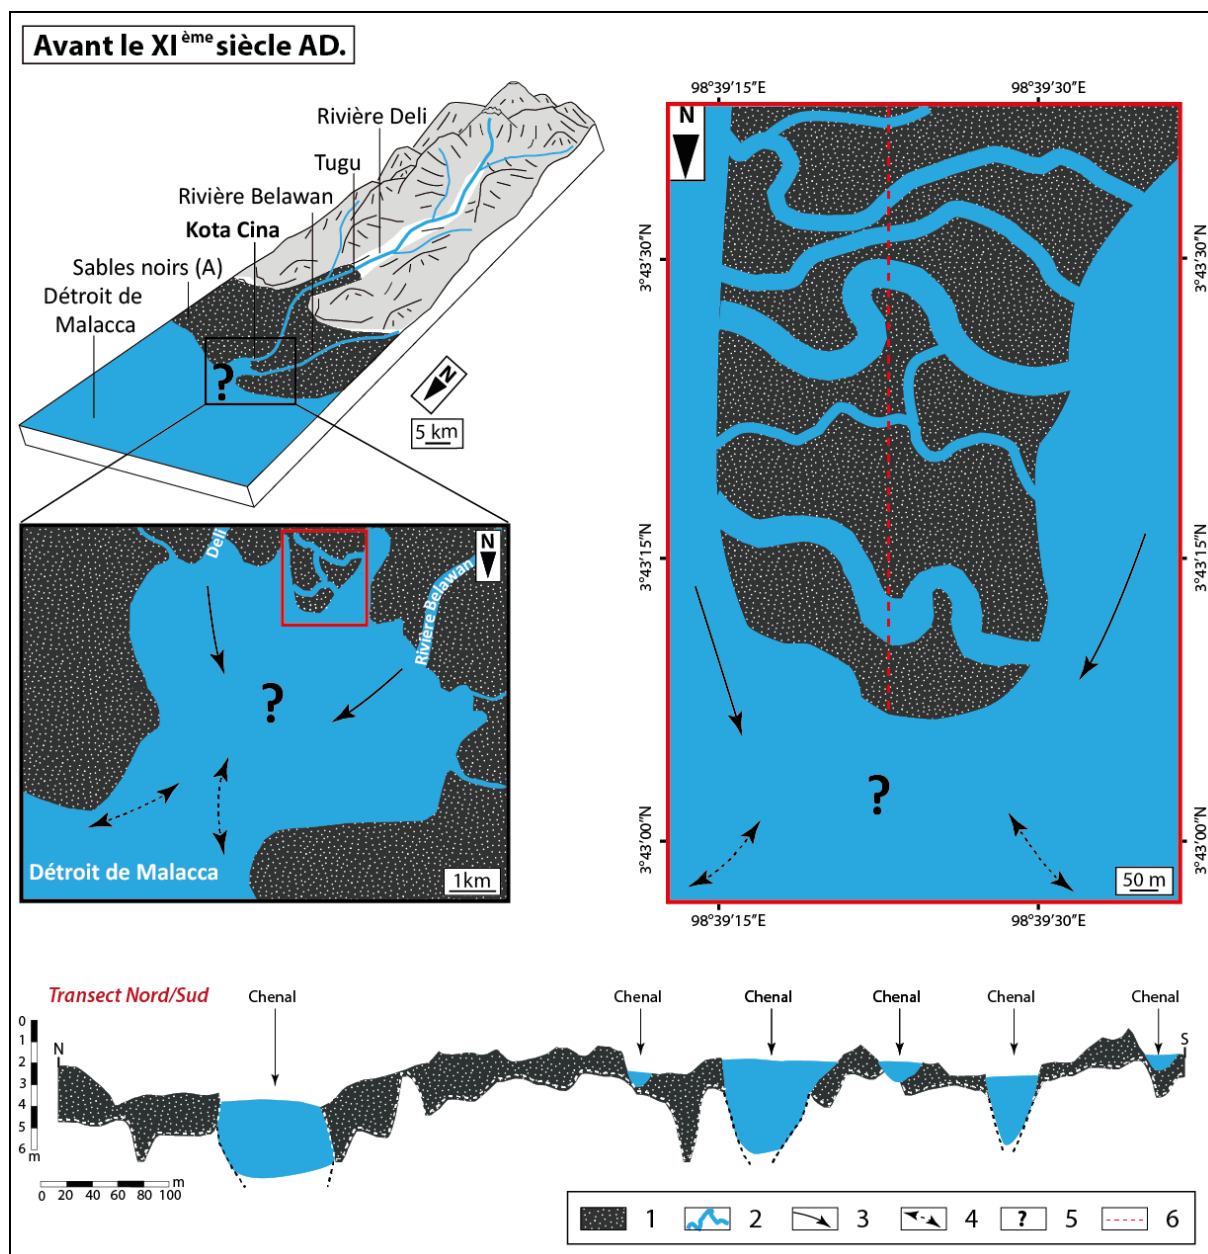 Avant le XIème siècle AD.
Rivière Deli
Tugu
Rivière Belawan
Kota Cina
Sables noirs (A)
Détroit de
Malacca
?
N
5 km
Deli
N
Rivière Belawan
?
Détroit de Malacca
1km
98°39'15''E
98°39'30''E
N
3°43'30''N
3°43'30''N
3°43'15''N
3°43'15''N
?
3°43'00''N
3°43'00''N
50 m
98°39'15''E
98°39'30''E
Transect Nord/Sud
Chenal
Chenal
Chenal
Chenal
Chenal
Chenal
0
1
2
3
4
5
6
m
N
S
0 20 40 60 80 100 m
1 2 3 4 ? 5 6